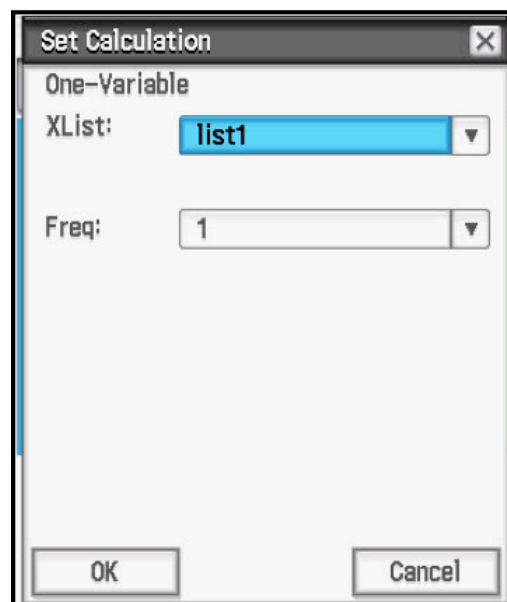 Set Calculation
One-Variable
XList: list1
Freq: 1
OK Cancel